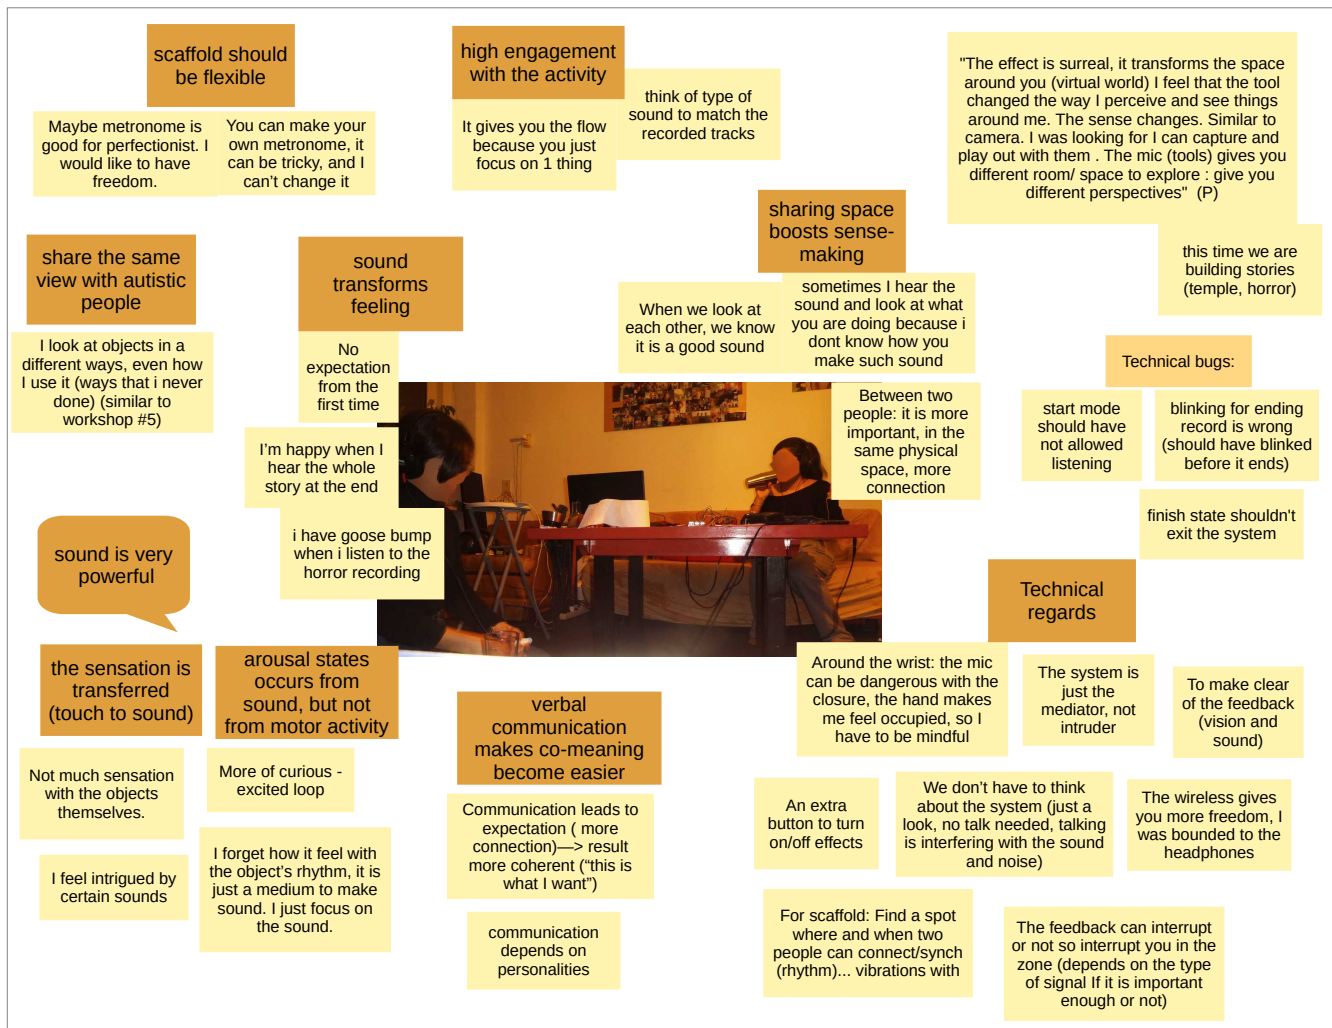 scaffold should
be flexible
Maybe metronome is
good for perfectionist. I
would like to have
freedom.
You can make your
own metronome, it
can be tricky, and I
can't change it
high engagement
with the activity
It gives you the flow
because you just
focus on 1 thing
think of type of
sound to match the
recorded tracks
"The effect is surreal, it transforms the space
around you (virtual world) I feel that the tool
changed the way I perceive and see things
around me. The sense changes. Similar to
camera. I was looking for I can capture and
play out with them . The mic (tools) gives you
different room/ space to explore : give you
different perspectives"  (P)
this time we are
building stories
(temple, horror)
share the same
view with autistic
people
I look at objects in a
different ways, even how
I use it (ways that i never
done) (similar to
workshop #5)
sound
transforms
feeling
No
expectation
from the
first time
I'm happy when I
hear the whole
story at the end
i have goose bump
when i listen to the
horror recording
sharing space
boosts sense-
making
When we look at
each other, we know
it is a good sound
sometimes I hear the
sound and look at what
you are doing because i
dont know how you
make such sound
Between two
people: it is more
important, in the
same physical
space, more
connection
Technical bugs:
start mode
should have
not allowed
listening
blinking for ending
record is wrong
(should have blinked
before it ends)
finish state shouldn't
exit the system
sound is very
powerful
the sensation is
transferred
(touch to sound)
Not much sensation
with the objects
themselves.
I feel intrigued by
certain sounds
arousal states
occurs from
sound, but not
from motor activity
More of curious -
excited loop
I forget how it feel with
the object's rhythm, it is
just a medium to make
sound. I just focus on
the sound.
verbal
communication
makes co-meaning
become easier
Communication leads to
expectation ( more
connection)—> result
more coherent (“this is
what I want”)
communication
depends on
personalities
Technical
regards
Around the wrist: the mic
can be dangerous with the
closure, the hand makes
me feel occupied, so I
have to be mindful
The system is
just the
mediator, not
intruder
To make clear
of the feedback
(vision and
sound)
An extra
button to turn
on/off effects
We don't have to think
about the system (just a
look, no talk needed, talking
is interfering with the sound
and noise)
The wireless gives
you more freedom, I
was bounded to the
headphones
For scaffold: Find a spot
where and when two
people can connect/synch
(rhythm)... vibrations with
The feedback can interrupt
or not so interrupt you in the
zone (depends on the type
of signal If it is important
enough or not)